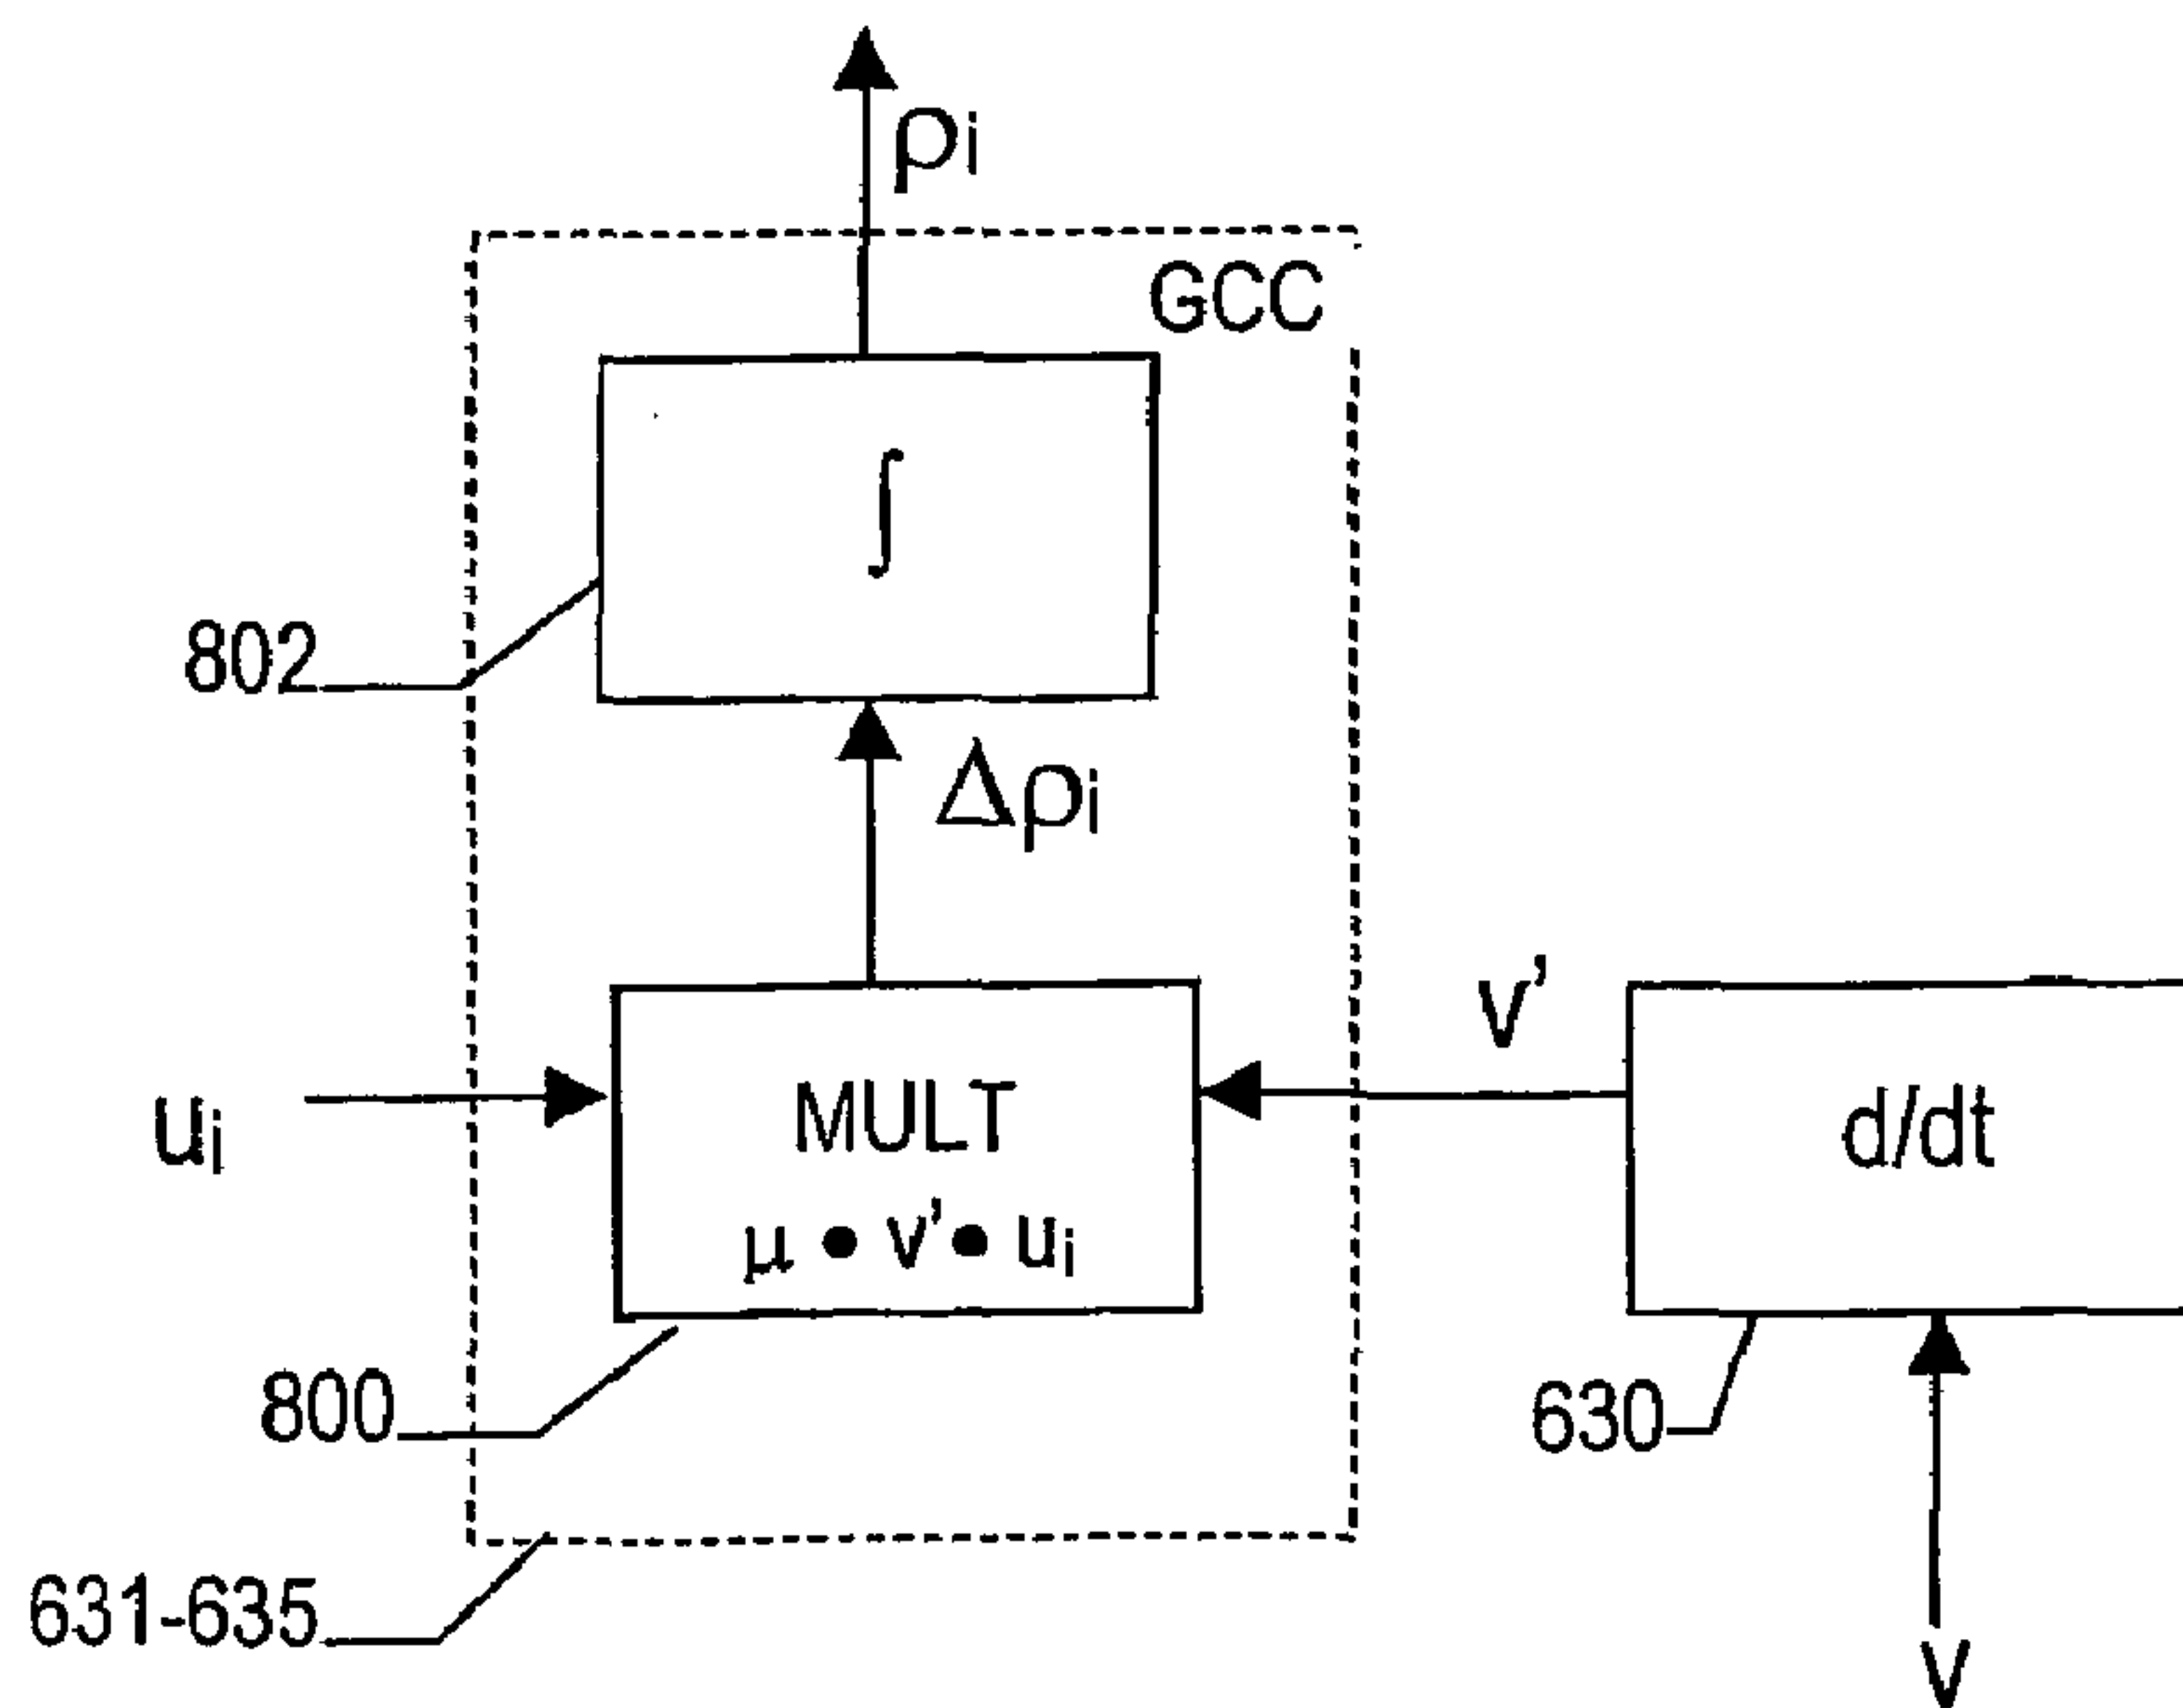 ρi
GCC
∫
802
Δρi
v'
ui
MULT
μ • v' • ui
d/dt
800
630
631-635
v